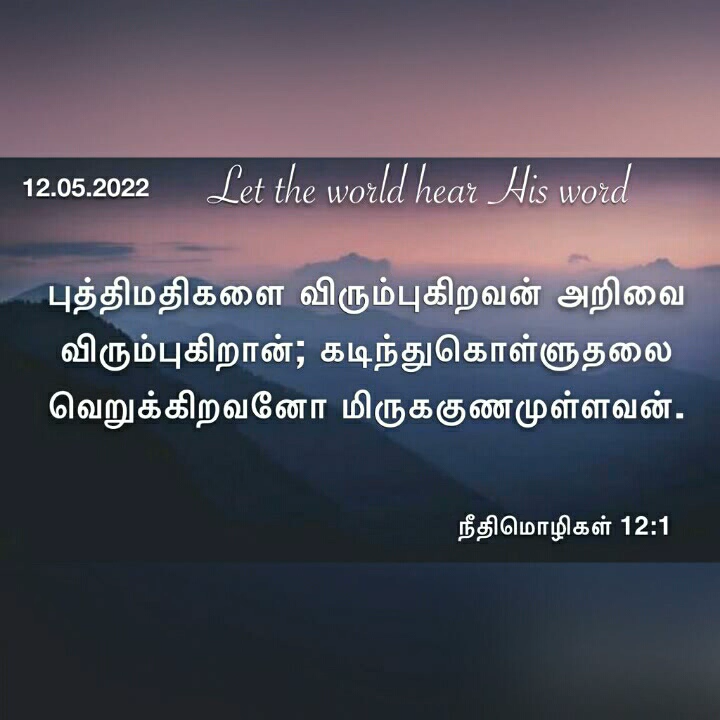 12.05.2022 Let the world hear His word
புத்திமதிகளை விரும்புகிறவன் அறிவை
விரும்புகிறான்; கடிந்துகொள்ளுதலை
வெறுக்கிறவனோ மிருககுணமுள்ளவன்.
நீதிமொழிகள் 12:1